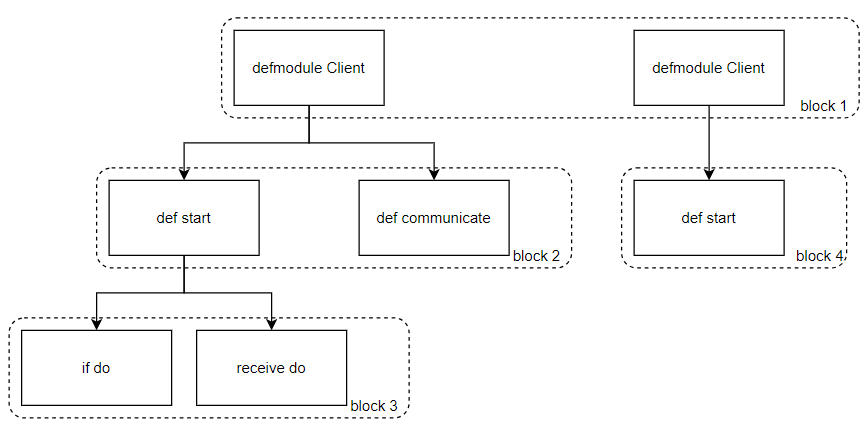 defmodule Client
defmodule Client
block 1
def start
def communicate
block 2
def start
block 4
if do
receive do
block 3